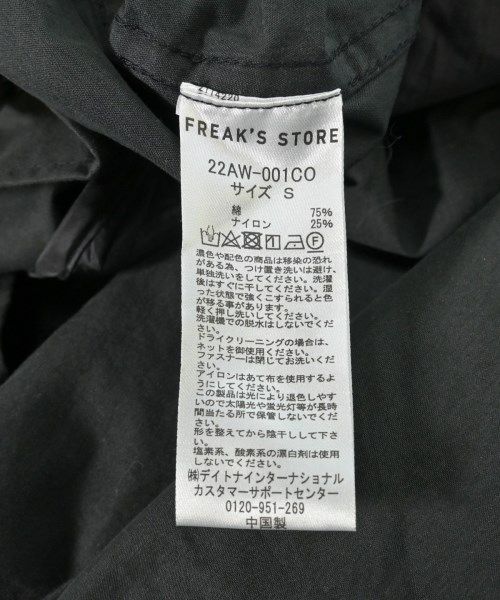 2114220
FREAK'S STORE
22AW-001CO
サイズ S
綿 75%
ナイロン 25%
濃色や配色の商品は移染の恐れ
がある為、つけ置き洗いは避け、
単独洗いをしてください。洗濯
後はすぐに干してください。湿
った状態で強くこすられると色
が移る事があります。
軽く押し洗いしてください。
洗濯機での脱水はしないでくだ
さい。
ドライクリーニングの場合は、
ネットを御使用ください。
ファスナーは閉じてお洗いくだ
さい。
アイロンはあて布を使用するよ
うにしてください。
この製品は光により退色しやす
いので太陽光や蛍光灯等が長時
間当たる所で保管しないでくだ
さい。
形を整えてから陰干しして下さ
い。
塩素系、酸素系の漂白剤は使用
しないでください。
㈱デイトナインターナショナル
カスタマーサポートセンター
0120-951-269
中国製